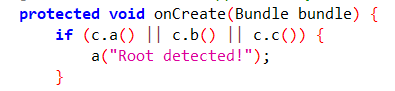 protected void onCreate(Bundle bundle) {
    if (c.a() || c.b() || c.c()) {
        a("Root detected!");
    }